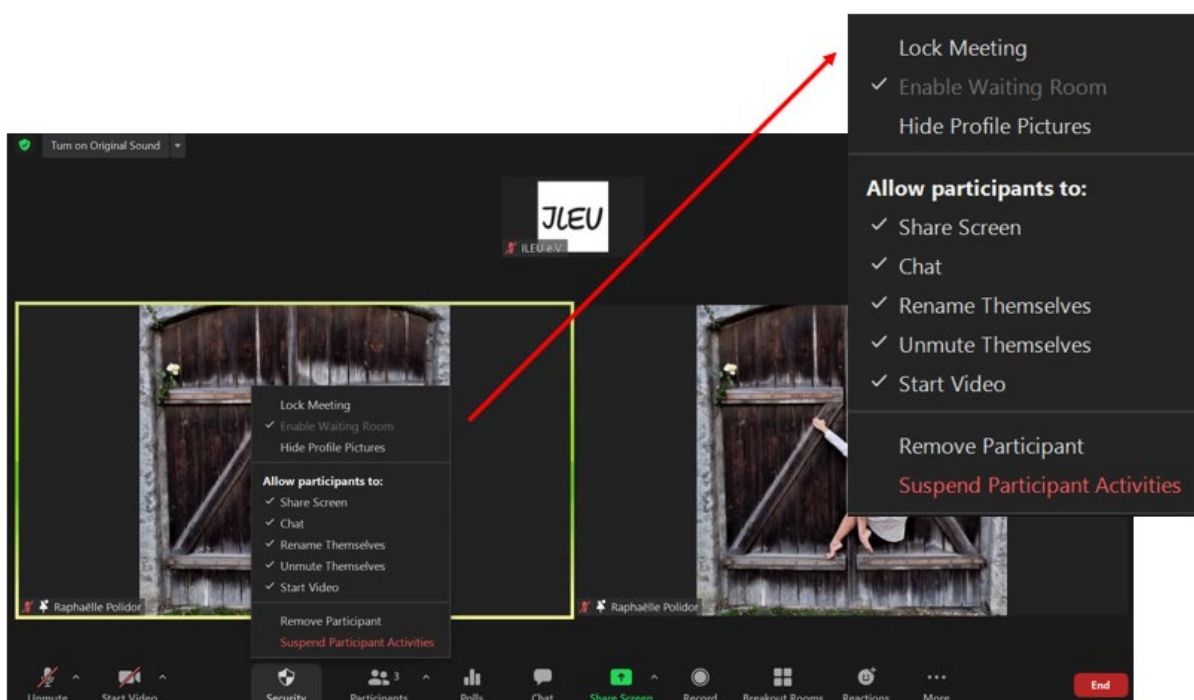 Lock Meeting
Enable Waiting Room
Hide Profile Pictures
Allow participants to:
Share Screen
Chat
Rename Themselves
Unmute Themselves
Start Video
Remove Participant
Suspend Participant Activities
Turn on Original Sound
JLEU
ILEU e.V.
Lock Meeting
Enable Waiting Room
Hide Profile Pictures
Allow participants to:
Share Screen
Chat
Rename Themselves
Unmute Themselves
Start Video
Remove Participant
Suspend Participant Activities
Raphaëlle Polidor
Raphaëlle Polidor
Unmute
Start Video
Security
Participants
3
Polls
Chat
Share Screen
Record
Breakout Rooms
Reactions
More
End